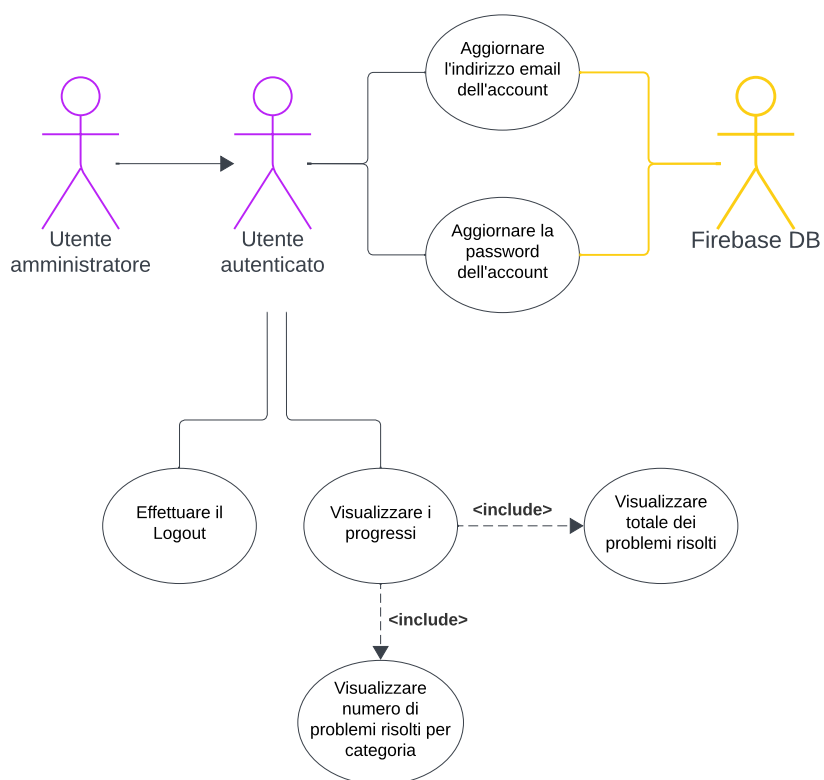 Aggiornare
l'indirizzo email
dell'account
Utente
amministratore
Utente
autenticato
Aggiornare la
password
dell'account
Firebase DB
Effettuare il
Logout
Visualizzare i
progressi
<include>
Visualizzare
totale dei
problemi risolti
<include>
Visualizzare
numero di
problemi risolti per
categoria